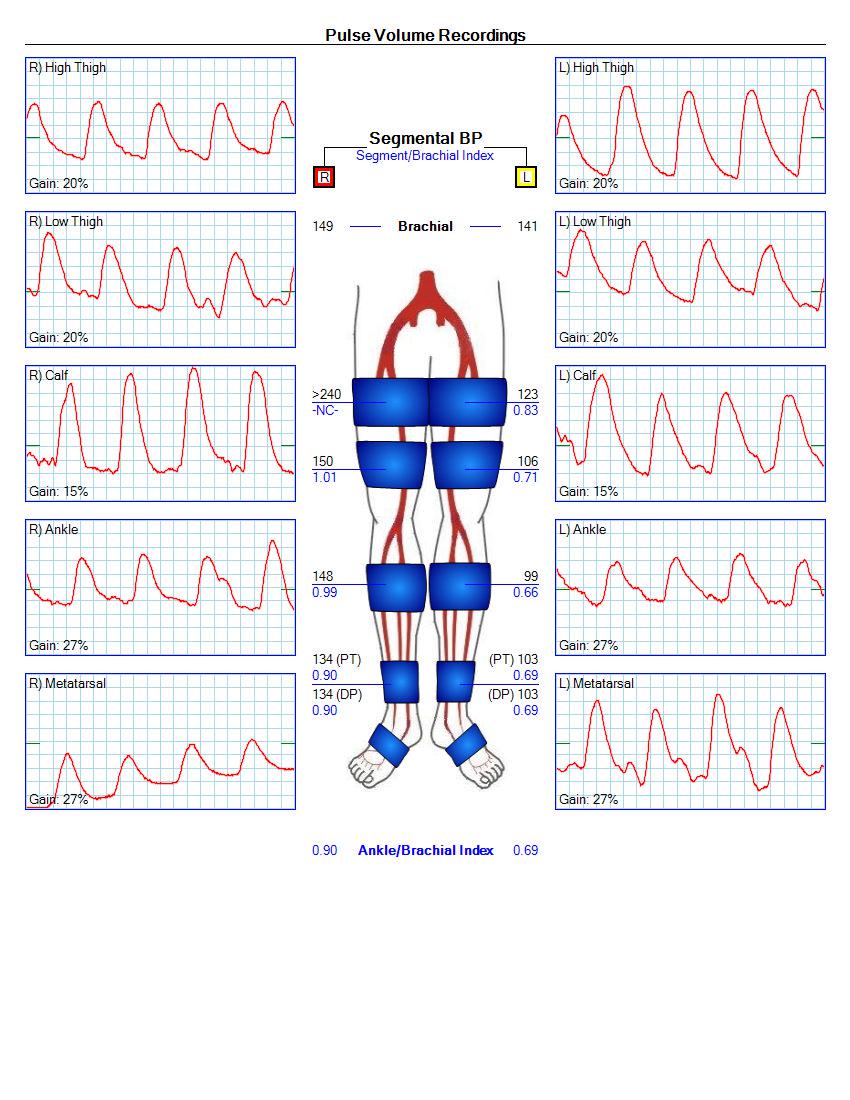 Pulse Volume Recordings
R) High Thigh
Gain: 20%
L) High Thigh
Gain: 20%
Segmental BP
Segment/Brachial Index
R
L
149 Brachial 141
R) Low Thigh
Gain: 20%
L) Low Thigh
Gain: 20%
R) Calf
Gain: 15%
L) Calf
Gain: 15%
>240 123
-NC- 0.83
150 106
1.01 0.71
R) Ankle
Gain: 27%
L) Ankle
Gain: 27%
148 99
0.99 0.66
134 (PT) (PT) 103
0.90 0.69
134 (DP) (DP) 103
0.90 0.69
R) Metatarsal
Gain: 27%
L) Metatarsal
Gain: 27%
0.90 Ankle/Brachial Index 0.69